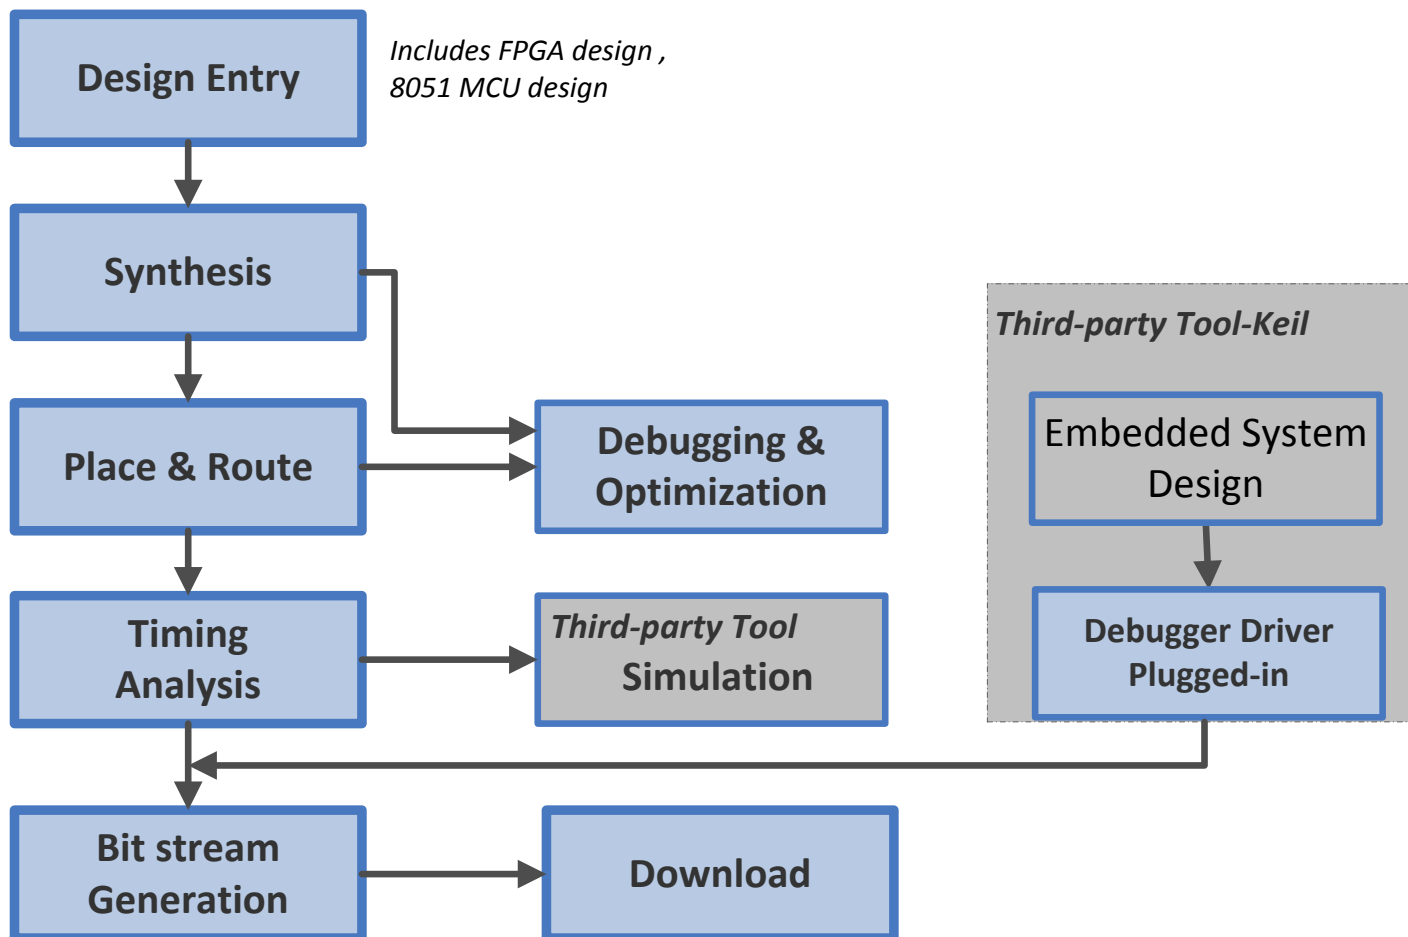 Design Entry
Includes FPGA design ,
8051 MCU design
Synthesis
Third-party Tool-Keil
Place & Route
Debugging &
Optimization
Embedded System
Design
Timing
Analysis
Third-party Tool
Simulation
Debugger Driver
Plugged-in
Bit stream
Generation
Download